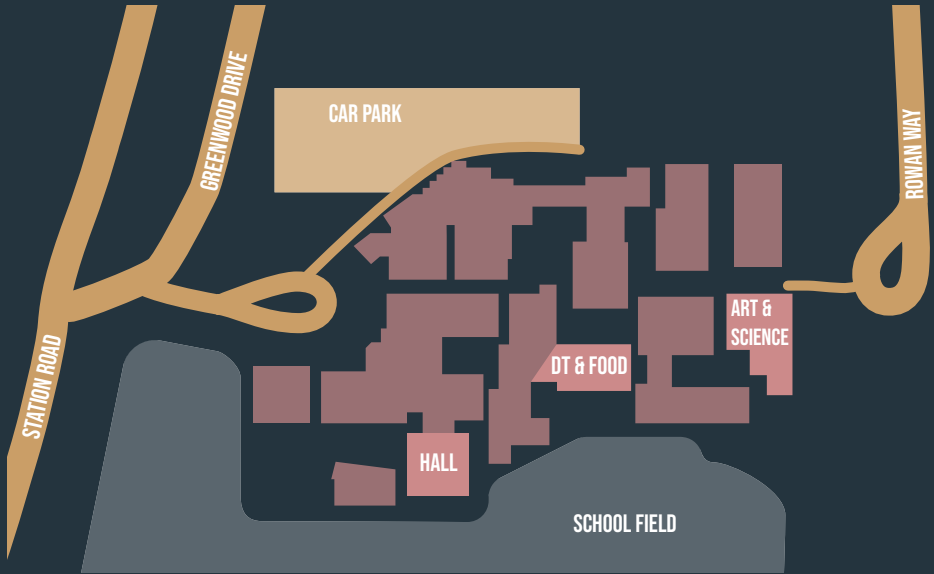 GREENWOOD DRIVE
CAR PARK
ROWAN WAY
ART &
SCIENCE
STATION ROAD
DT & FOOD
HALL
SCHOOL FIELD